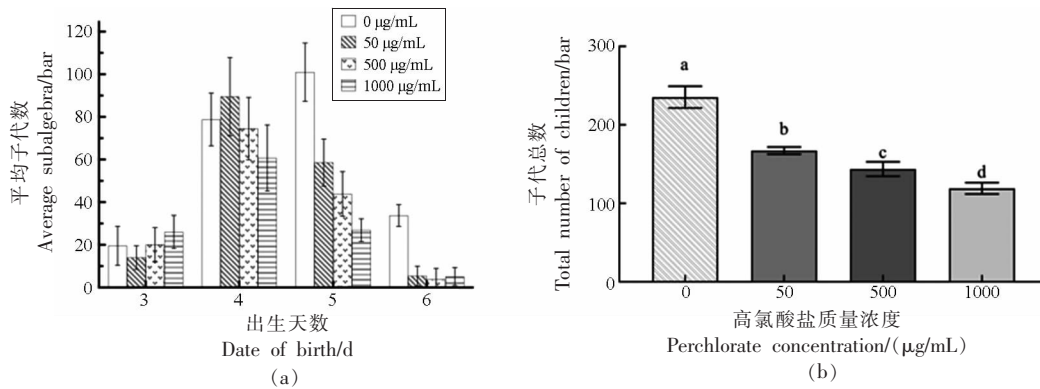 平均子代数
Average subalgebra/bar
120
100
80
60
40
20
0
0 μg/mL
50 μg/mL
500 μg/mL
1000 μg/mL
3 4 5 6
出生天数
Date of birth/d
(a)
子代总数
Total number of children/bar
300
200
100
0
a
b
c
d
0 50 500 1000
高氯酸盐质量浓度
Perchlorate concentration/(μg/mL)
(b)